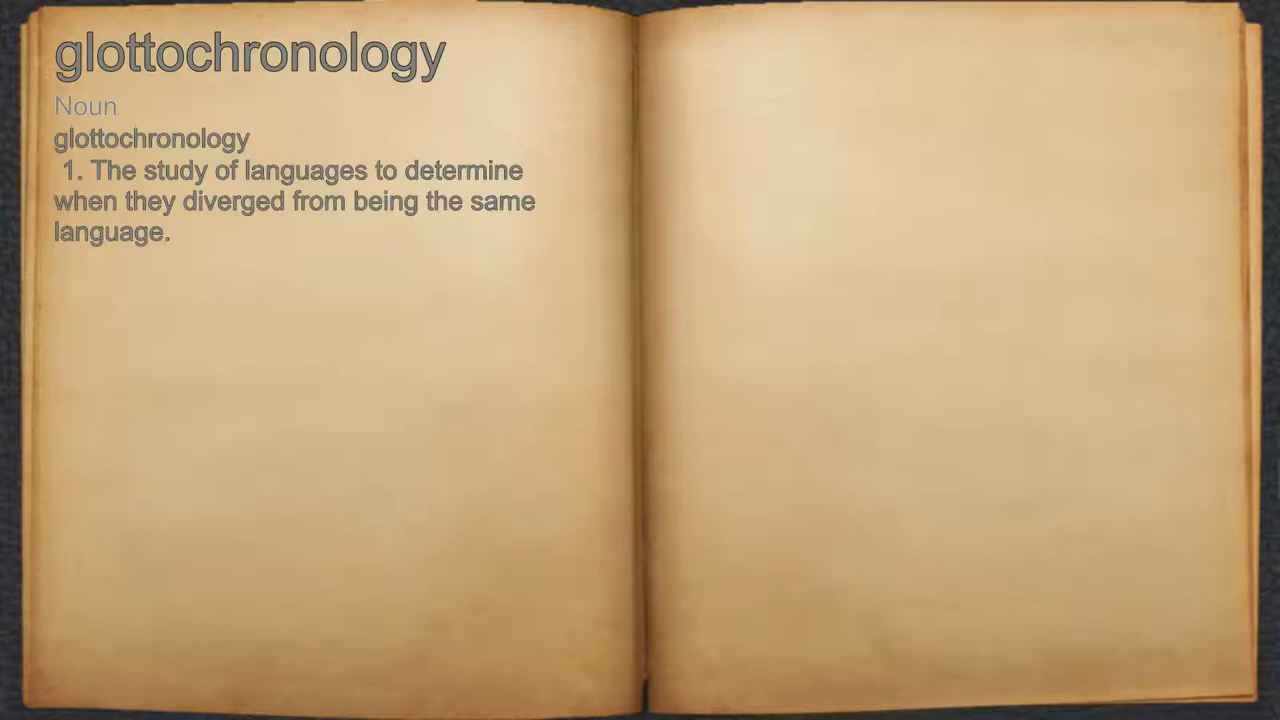 glottochronology
Noun
glottochronology
1. The study of languages to determine
when they diverged from being the same
language.